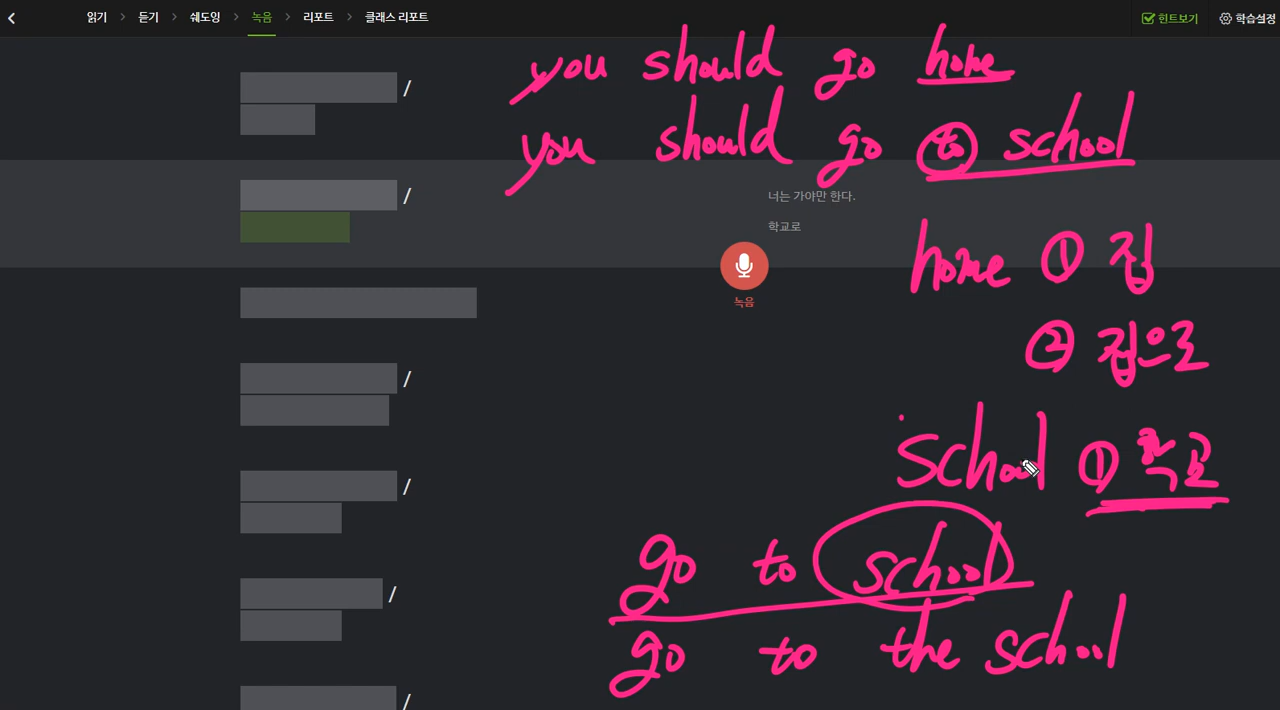 읽기 > 듣기 > 쉐도잉 > 녹음 > 리포트 > 클래스 리포트 힌트보기 학습설정
you should go home
/
you should go to school
/
너는 가야만 한다.
학교로
home ① 집
녹음
② 집으로
/
school ① 학교
/
go to school
/
go to the school
/